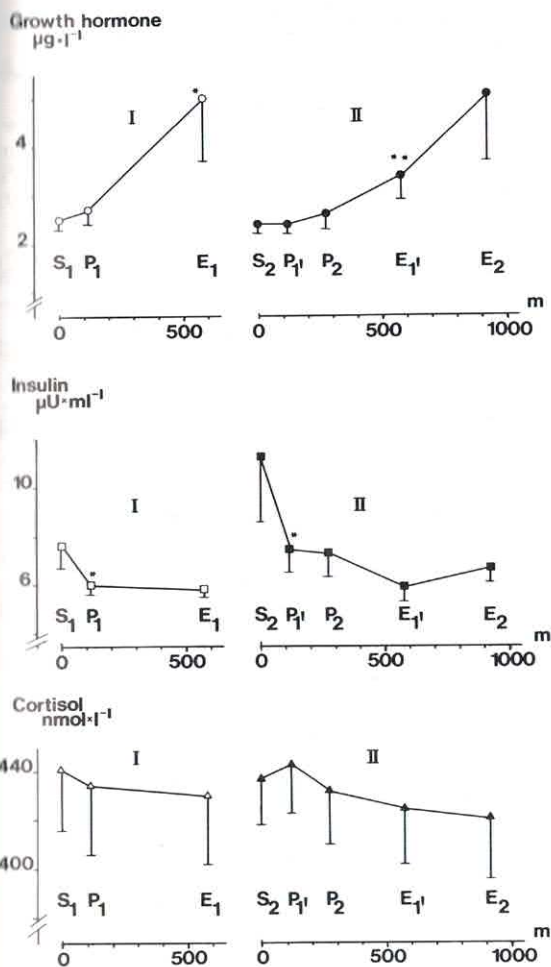 Growth hormone
µg·l⁻¹
I
II
4
2
S₁ P₁ E₁ S₂ P₁' P₂ E₁' E₂
m
0 500 0 500 1000
Insulin
µU·ml⁻¹
10
I
II
6
S₁ P₁ E₁ S₂ P₁' P₂ E₁' E₂
m
0 500 0 500 1000
Cortisol
nmol·l⁻¹
I
II
440
400
S₁ P₁ E₁ S₂ P₁' P₂ E₁' E₂
m
0 500 0 500 1000